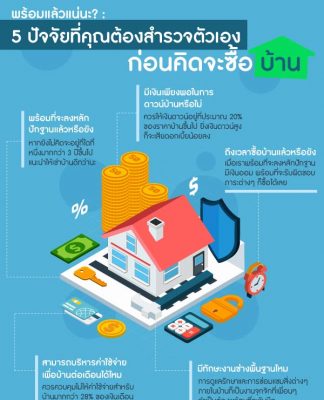 พร้อมแล้วแน่นะ? :
5 ปัจจัยที่คุณต้องสำรวจตัวเอง
ก่อนคิดจะซื้อ บ้าน
มีเงินเพียงพอในการ
ดาวน์บ้านหรือไม่
ควรให้เงินดาวน์อยู่ที่ประมาณ 20%
ของราคาบ้านขึ้นไป ยิ่งเงินดาวน์สูง
ก็จะเสียดอกเบี้ยน้อยลง
พร้อมที่จะลงหลัก
ปักฐานแล้วหรือยัง
หากยังไม่คิดจะอยู่ที่ใดที่
หนึ่งมากกว่า 3 ปีขึ้นไป
แนะนำให้เช่าบ้านดีกว่านะ
ถึงเวลาซื้อบ้านแล้วหรือยัง
เมื่อเราพร้อมที่จะลงหลักปักฐาน
มีเงินออม พร้อมที่จะรับผิดชอบ
ภาระต่างๆ ก็ซื้อได้เลย
%
$
สามารถบริหารค่าใช้จ่าย
เพื่อบ้านต่อเดือนได้ไหม
ควรควบคุมไม่ให้ค่าใช้จ่ายสำหรับ
บ้านมากกว่า 28% ของเงินเดือน
มีทักษะงานช่างพื้นฐานไหม
การดูแลรักษาและการซ่อมแซมสิ่งต่างๆ
ภายในบ้านก็เป็นงานจุกจิกที่เพื่อนๆ